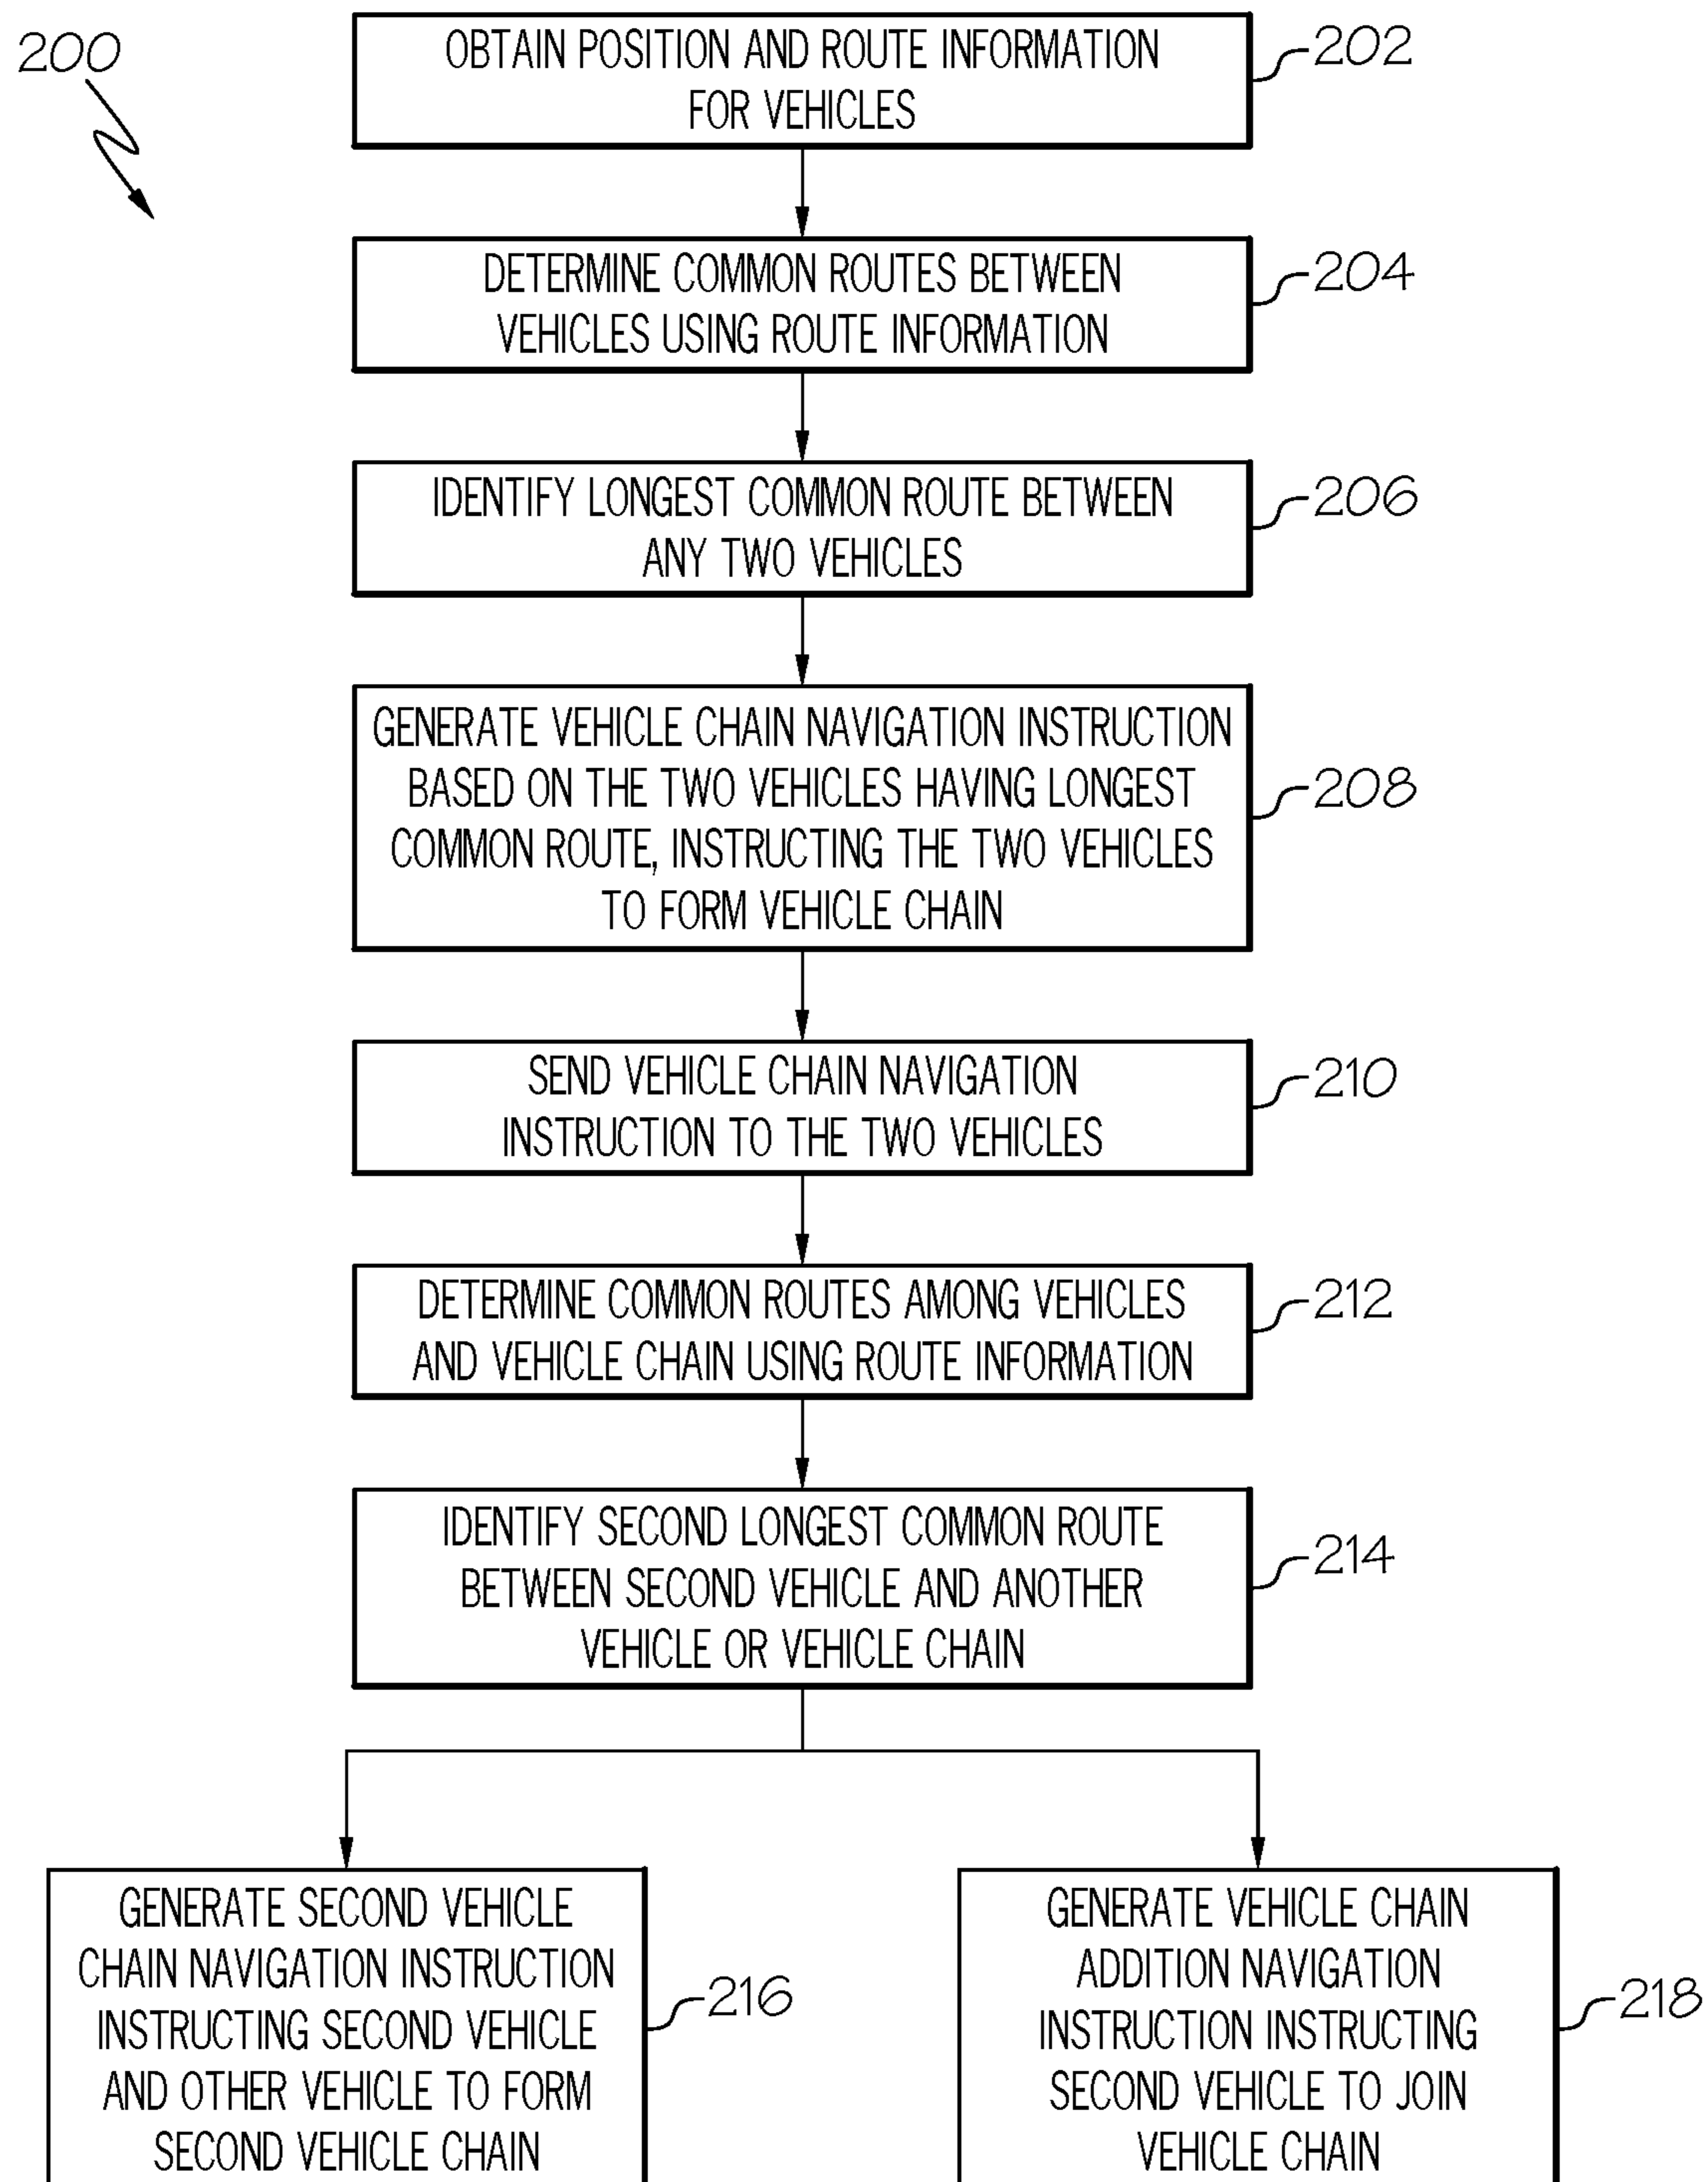 200
OBTAIN POSITION AND ROUTE INFORMATION
FOR VEHICLES
202
DETERMINE COMMON ROUTES BETWEEN
VEHICLES USING ROUTE INFORMATION
204
IDENTIFY LONGEST COMMON ROUTE BETWEEN
ANY TWO VEHICLES
206
GENERATE VEHICLE CHAIN NAVIGATION INSTRUCTION
BASED ON THE TWO VEHICLES HAVING LONGEST
COMMON ROUTE, INSTRUCTING THE TWO VEHICLES
TO FORM VEHICLE CHAIN
208
SEND VEHICLE CHAIN NAVIGATION
INSTRUCTION TO THE TWO VEHICLES
210
DETERMINE COMMON ROUTES AMONG VEHICLES
AND VEHICLE CHAIN USING ROUTE INFORMATION
212
IDENTIFY SECOND LONGEST COMMON ROUTE
BETWEEN SECOND VEHICLE AND ANOTHER
VEHICLE OR VEHICLE CHAIN
214
GENERATE SECOND VEHICLE
CHAIN NAVIGATION INSTRUCTION
INSTRUCTING SECOND VEHICLE
AND OTHER VEHICLE TO FORM
SECOND VEHICLE CHAIN
216
GENERATE VEHICLE CHAIN
ADDITION NAVIGATION
INSTRUCTION INSTRUCTING
SECOND VEHICLE TO JOIN
VEHICLE CHAIN
218